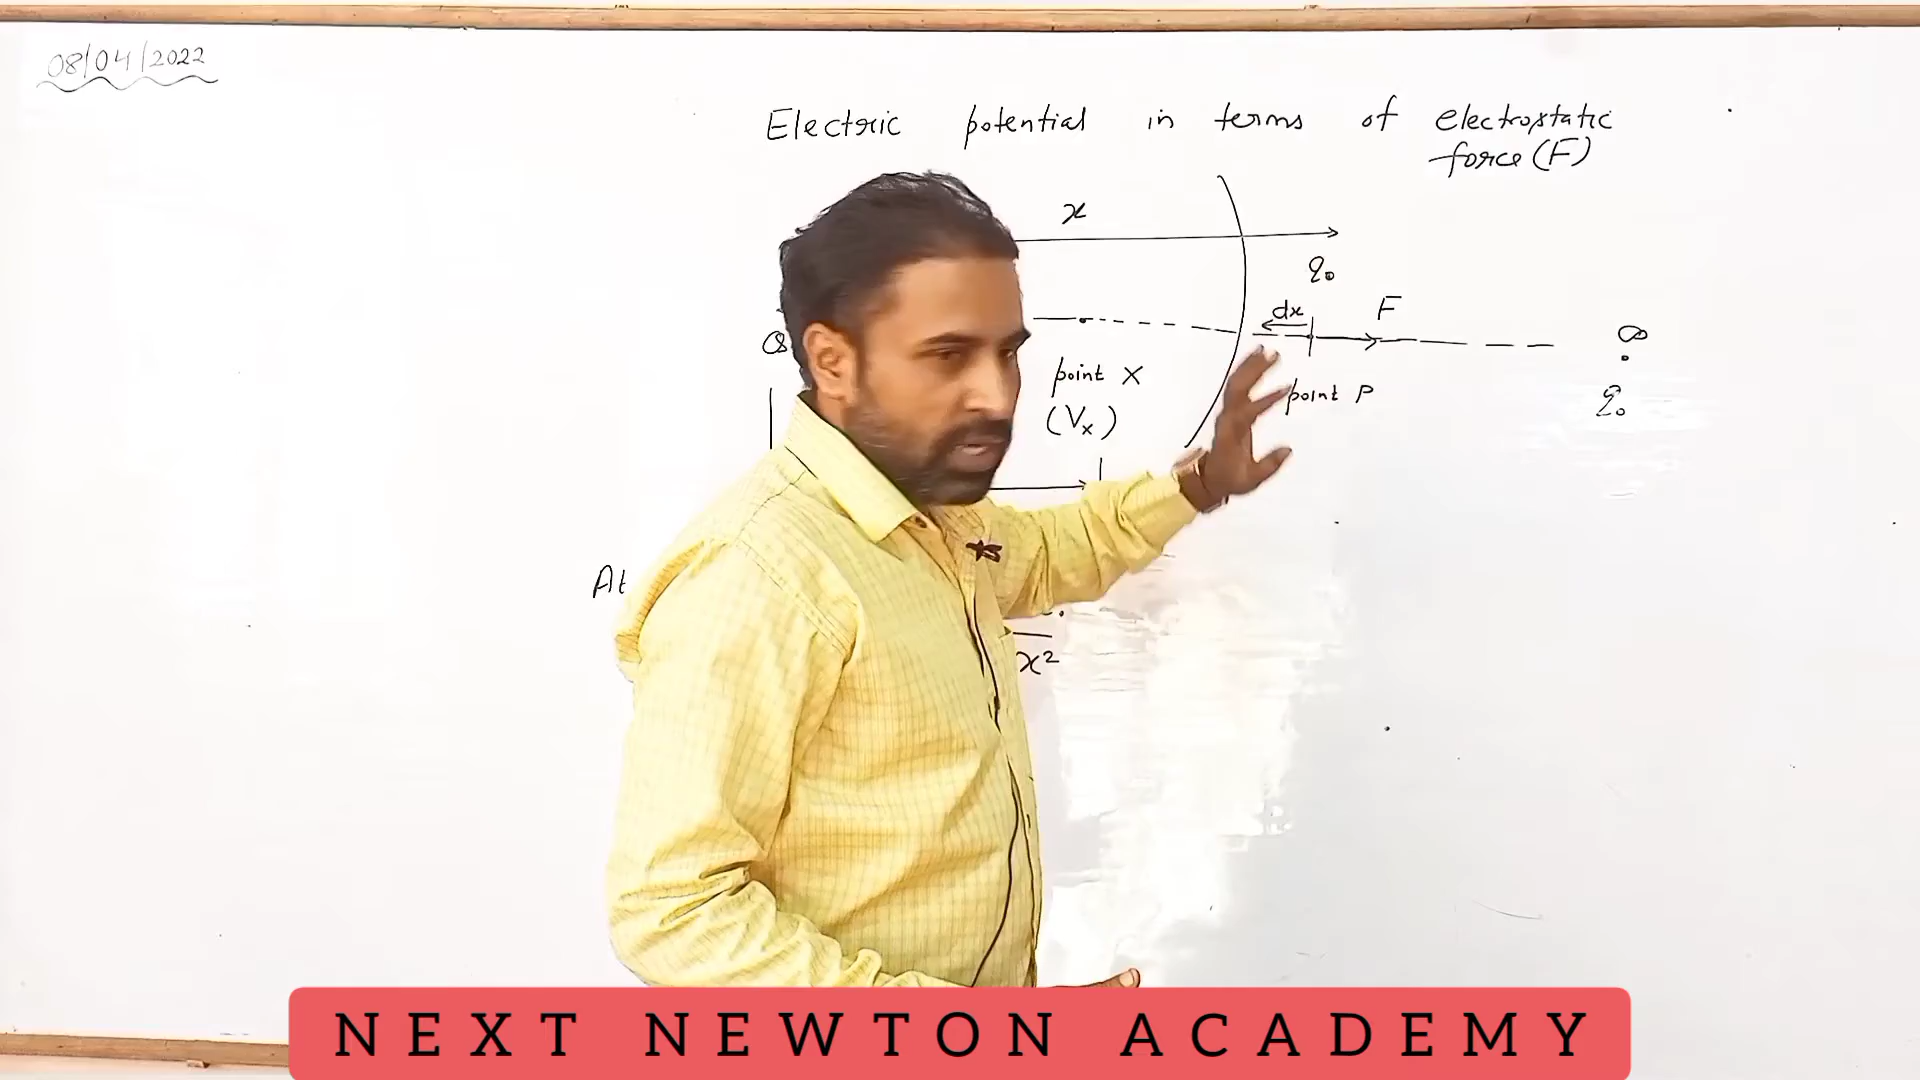 08/04/2022
Electric potential in terms of electrostatic
force (F)
x
q₀
dx
F
∞
Q
point X
point P
(Vₓ)
q₀
At
x²
NEXT NEWTON ACADEMY